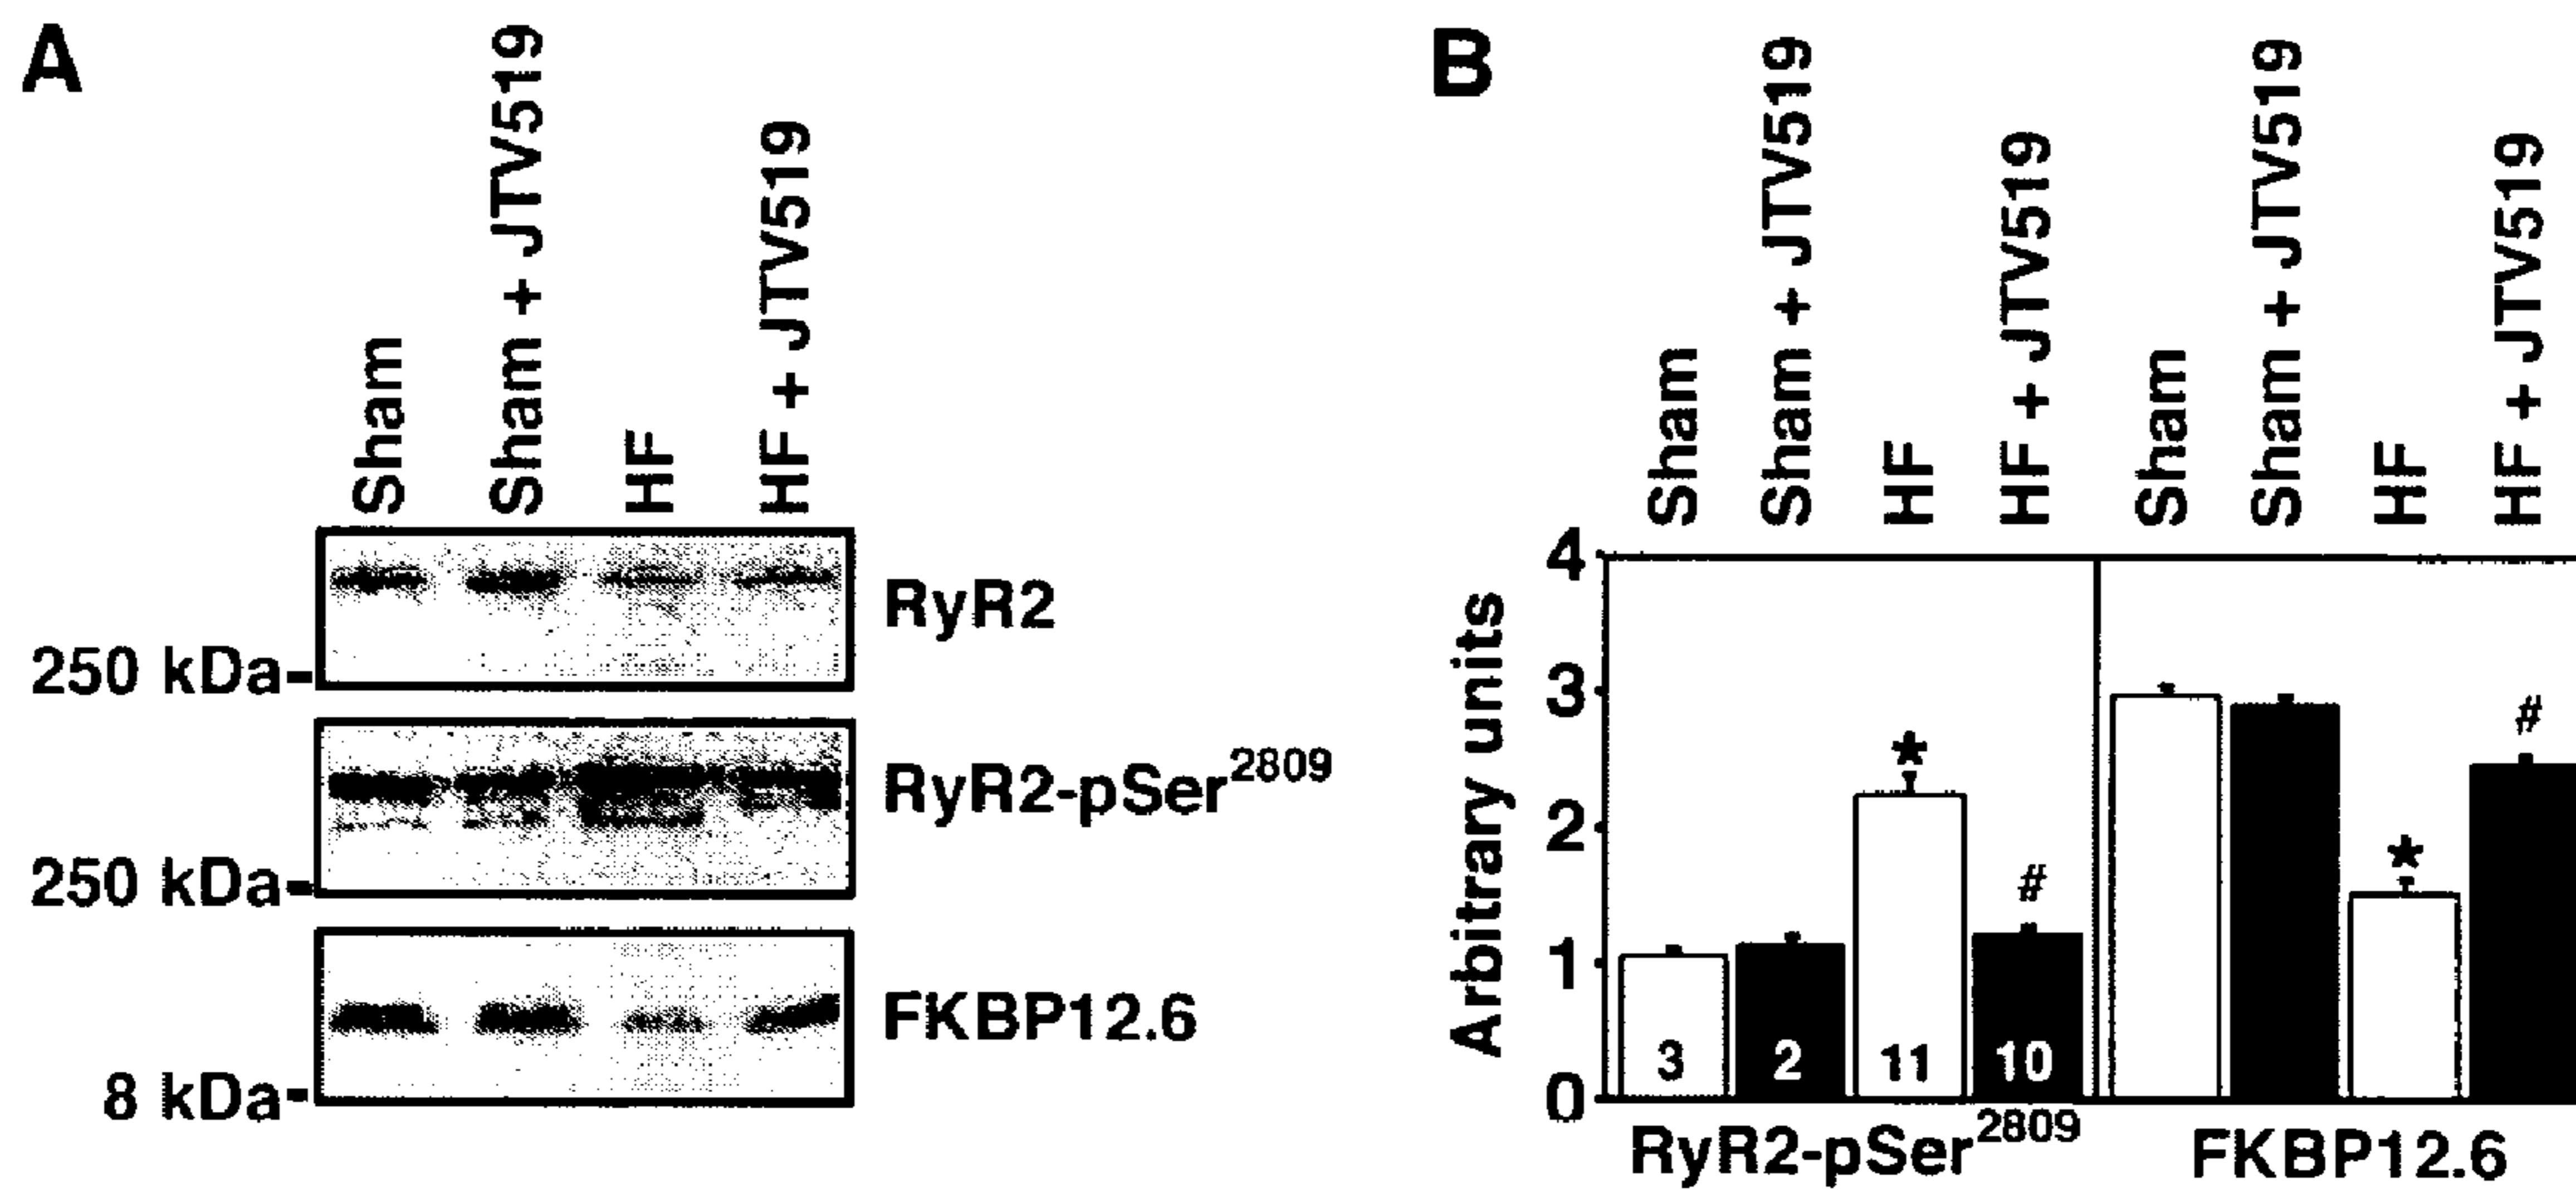 A
Sham
Sham + JTV519
HF
HF + JTV519
RyR2
250 kDa-
RyR2-pSer2809
250 kDa-
FKBP12.6
8 kDa-
B
Sham
Sham + JTV519
HF
HF + JTV519
Sham
Sham + JTV519
HF
HF + JTV519
Arbitrary units
4
3
2
1
0
*
#
*
#
3
2
11
10
RyR2-pSer2809
FKBP12.6